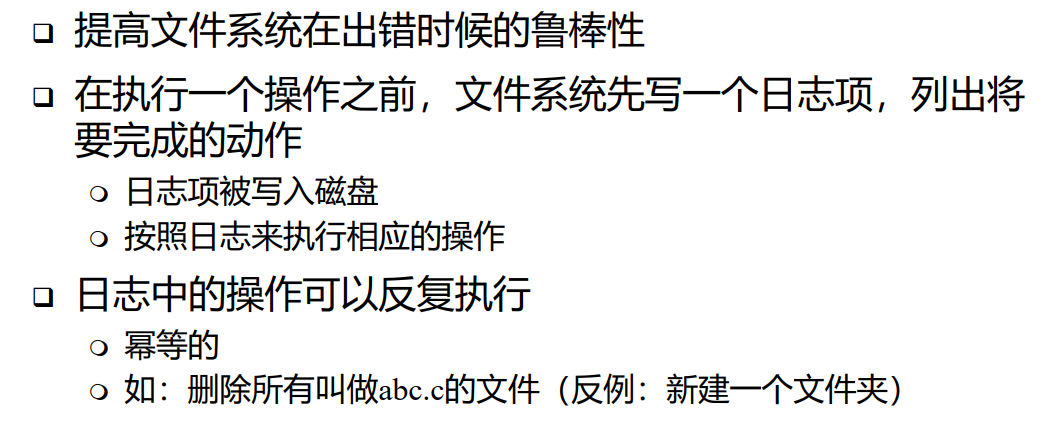 提高文件系统在出错时候的鲁棒性
在执行一个操作之前，文件系统先写一个日志项，列出将
要完成的动作
日志项被写入磁盘
按照日志来执行相应的操作
日志中的操作可以反复执行
幂等的
如：删除所有叫做abc.c的文件（反例：新建一个文件夹）